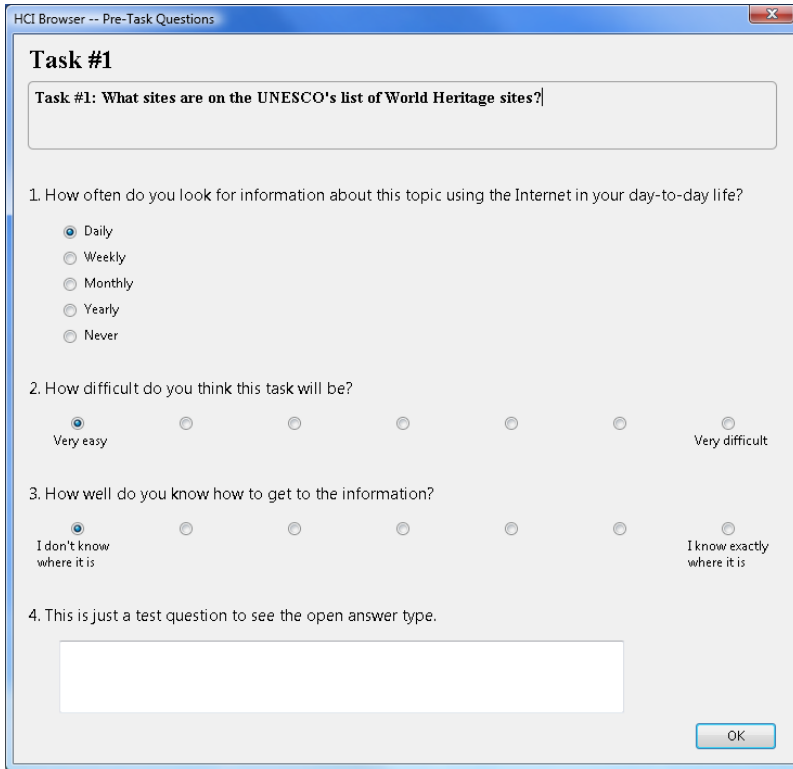 HCI Browser -- Pre-Task Questions
Task #1
Task #1: What sites are on the UNESCO's list of World Heritage sites?
1. How often do you look for information about this topic using the Internet in your day-to-day life?
Daily
Weekly
Monthly
Yearly
Never
2. How difficult do you think this task will be?
Very easy
Very difficult
3. How well do you know how to get to the information?
I don't know
where it is
I know exactly
where it is
4. This is just a test question to see the open answer type.
OK